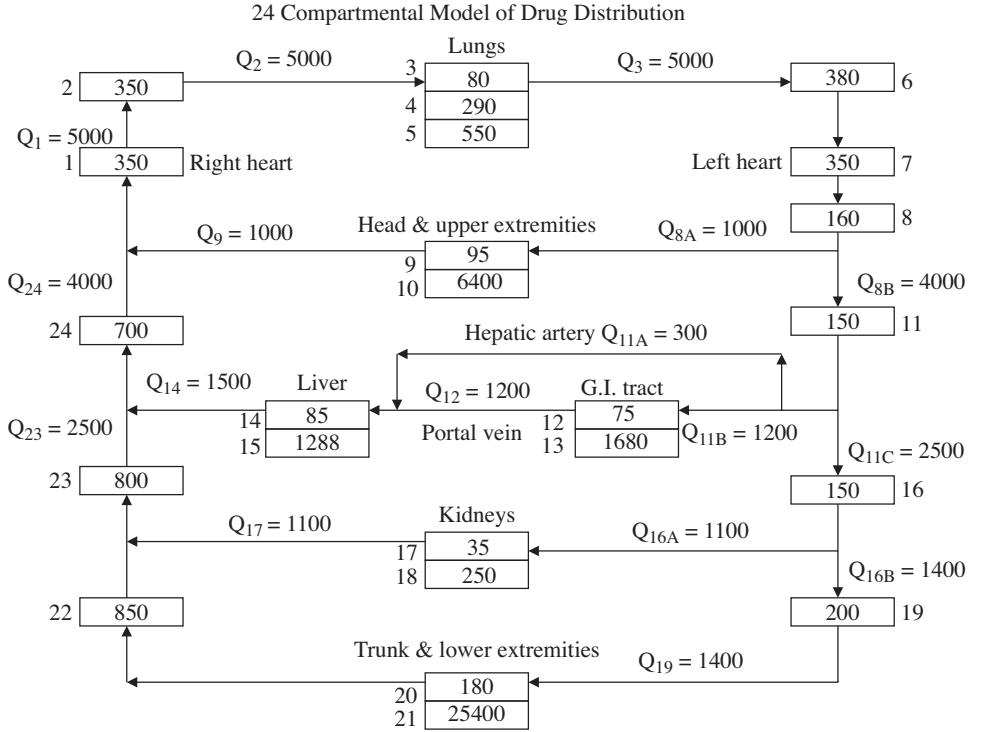 24 Compartmental Model of Drug Distribution
Lungs
Q2 = 5000
Q3 = 5000
2
350
3
80
380
6
4
290
5
550
Q1 = 5000
1
350
Right heart
Left heart
350
7
160
8
Q9 = 1000
Head & upper extremities
Q8A = 1000
9
95
10
6400
Q24 = 4000
Q8B = 4000
24
700
150
11
Hepatic artery Q11A = 300
Q14 = 1500
Liver
Q12 = 1200
G.I. tract
14
85
12
75
15
1288
Portal vein
13
1680
Q11B = 1200
Q23 = 2500
Q11C = 2500
23
800
150
16
Q17 = 1100
Kidneys
Q16A = 1100
17
35
18
250
Q16B = 1400
22
850
200
19
Trunk & lower extremities
Q19 = 1400
20
180
21
25400